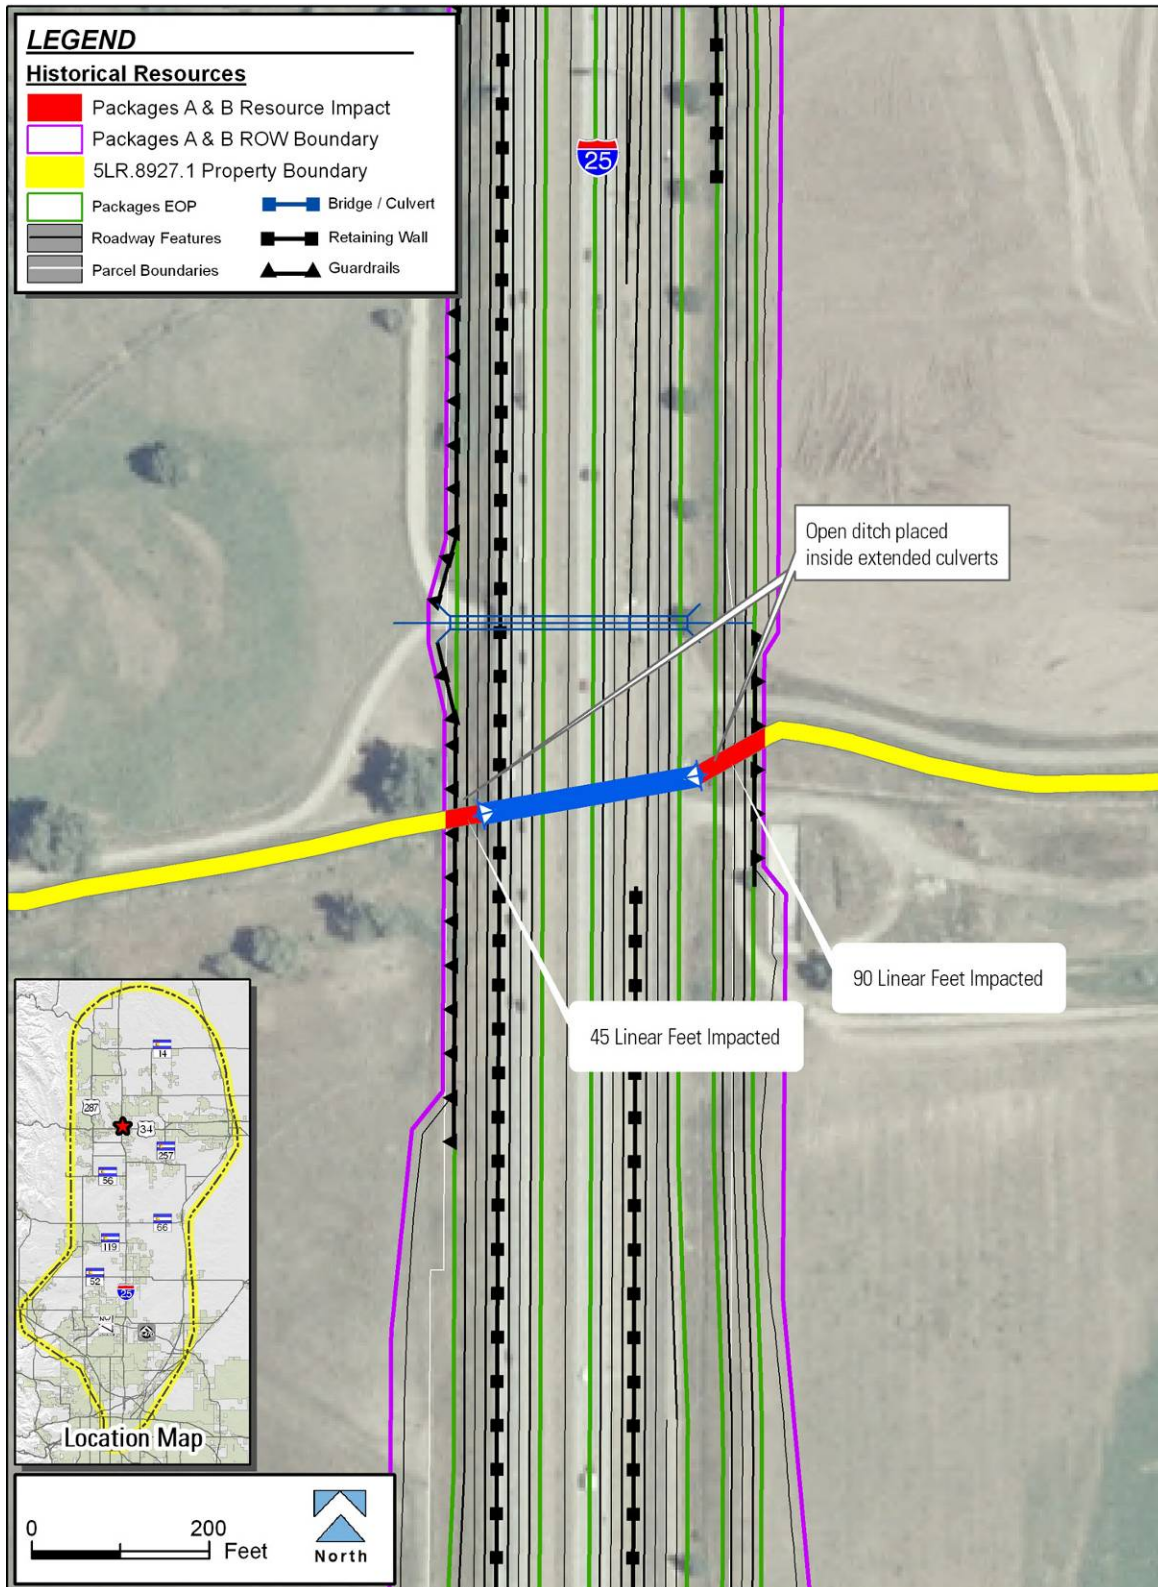 LEGEND
Historical Resources
Packages A & B Resource Impact
Packages A & B ROW Boundary
5LR.8927.1 Property Boundary
Packages EOP
Bridge / Culvert
Roadway Features
Retaining Wall
Parcel Boundaries
Guardrails
25
Open ditch placed
inside extended culverts
90 Linear Feet Impacted
45 Linear Feet Impacted
14
287
34
257
56
66
119
52
25
Location Map
0
200
Feet
North